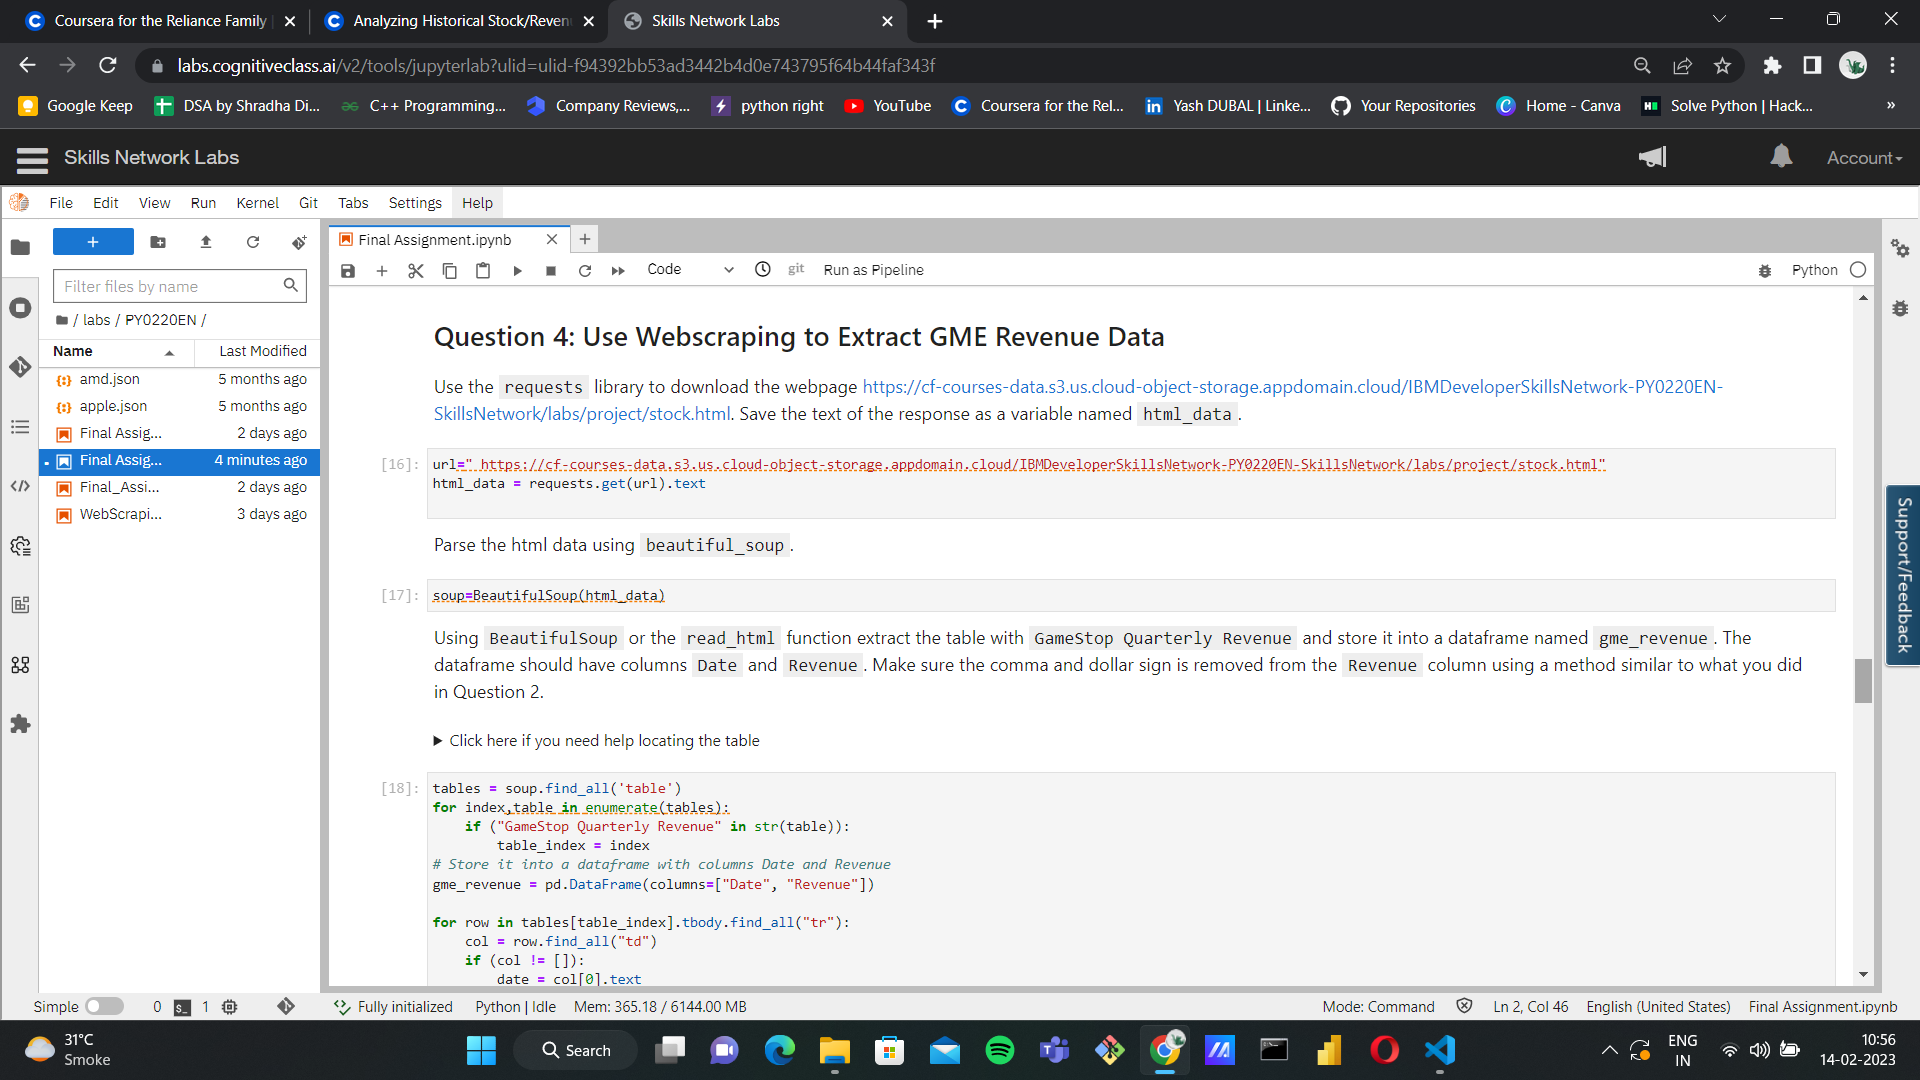 Coursera for the Reliance Family
Analyzing Historical Stock/Reven
Skills Network Labs
labs.cognitiveclass.ai/v2/tools/jupyterlab?ulid=ulid-f94392bb53ad3442b4d0e743795f64b44faf343f
Google Keep
DSA by Shradha Di...
C++ Programming...
Company Reviews,...
python right
YouTube
Coursera for the Rel...
Yash DUBAL | Linke...
Your Repositories
Home - Canva
Solve Python | Hack...
»
Skills Network Labs
Account
File Edit View Run Kernel Git Tabs Settings Help
Final Assignment.ipynb
Code
git
Run as Pipeline
Python
Filter files by name
/ labs / PY0220EN /
Name Last Modified
amd.json 5 months ago
apple.json 5 months ago
Final Assig... 2 days ago
Final Assig... 4 minutes ago
Final_Assi... 2 days ago
WebScrapi... 3 days ago
Question 4: Use Webscraping to Extract GME Revenue Data
Use the requests library to download the webpage https://cf-courses-data.s3.us.cloud-object-storage.appdomain.cloud/IBMDeveloperSkillsNetwork-PY0220EN-
SkillsNetwork/labs/project/stock.html. Save the text of the response as a variable named html_data.
[16]: url=" https://cf-courses-data.s3.us.cloud-object-storage.appdomain.cloud/IBMDeveloperSkillsNetwork-PY0220EN-SkillsNetwork/labs/project/stock.html"
html_data = requests.get(url).text
Parse the html data using beautiful_soup.
[17]: soup=BeautifulSoup(html_data)
Using BeautifulSoup or the read_html function extract the table with GameStop Quarterly Revenue and store it into a dataframe named gme_revenue. The
dataframe should have columns Date and Revenue. Make sure the comma and dollar sign is removed from the Revenue column using a method similar to what you did
in Question 2.
Click here if you need help locating the table
[18]: tables = soup.find_all('table')
for index,table in enumerate(tables):
    if ("GameStop Quarterly Revenue" in str(table)):
        table_index = index
# Store it into a dataframe with columns Date and Revenue
gme_revenue = pd.DataFrame(columns=["Date", "Revenue"])
for row in tables[table_index].tbody.find_all("tr"):
    col = row.find_all("td")
    if (col != []):
        date = col[0].text
Support/Feedback
Simple 0 1 Fully initialized Python | Idle Mem: 365.18 / 6144.00 MB
Mode: Command Ln 2, Col 46 English (United States) Final Assignment.ipynb
31°C
Smoke
Search
ENG
IN
10:56
14-02-2023